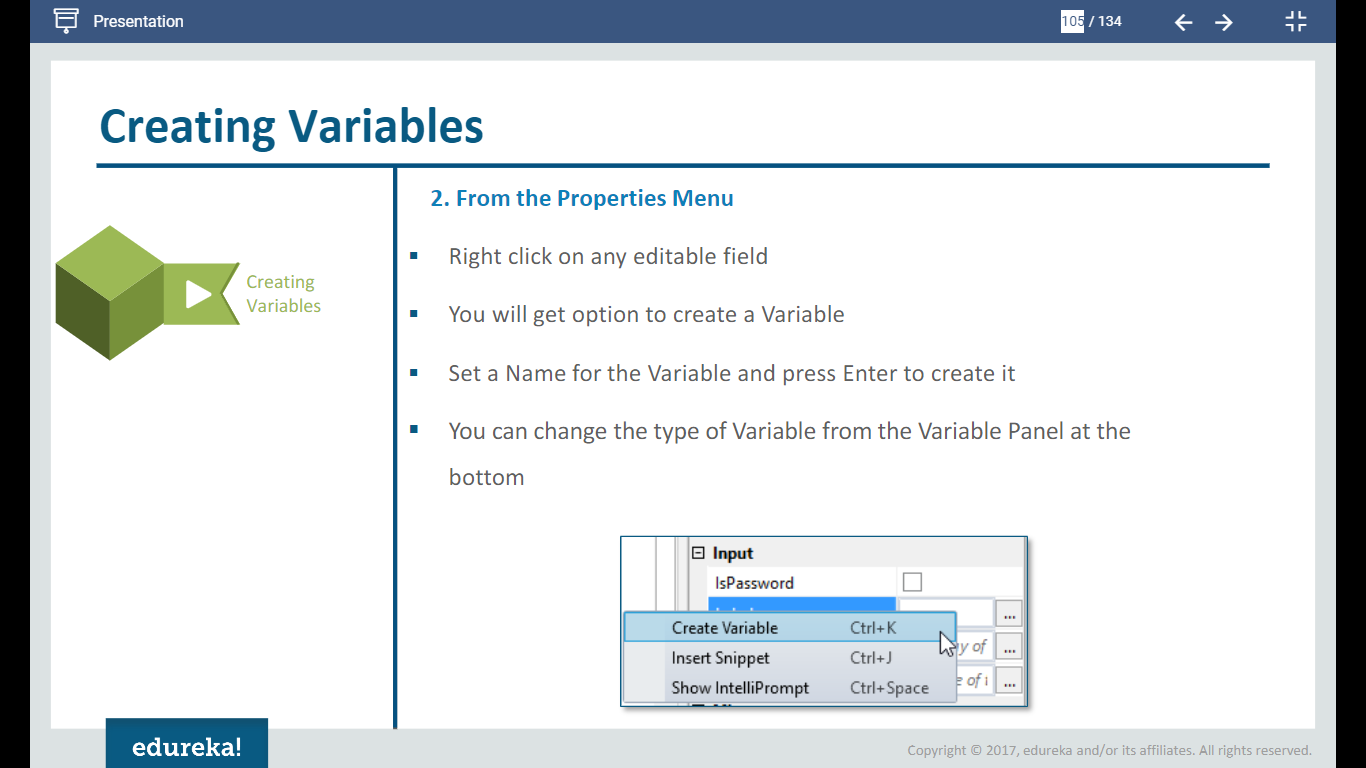 Presentation
105 / 134
Creating Variables
2. From the Properties Menu
Creating
Variables
Right click on any editable field
You will get option to create a Variable
Set a Name for the Variable and press Enter to create it
You can change the type of Variable from the Variable Panel at the
bottom
Input
IsPassword
...
Create Variable Ctrl+K
y of ...
Insert Snippet Ctrl+J
Show IntelliPrompt Ctrl+Space
e of ...
edureka!
Copyright © 2017, edureka and/or its affiliates. All rights reserved.